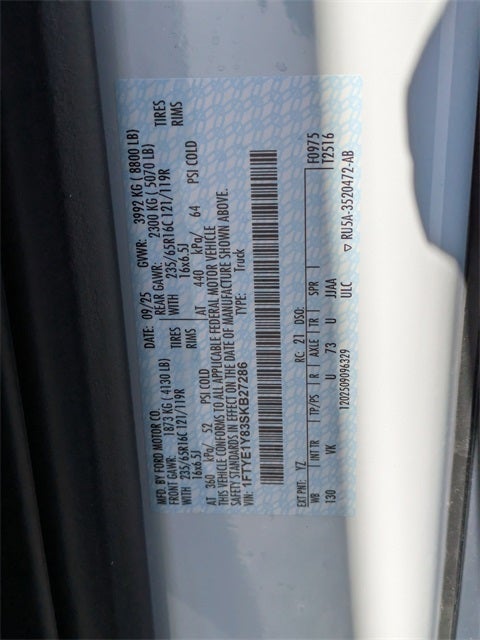 MFD. BY FORD MOTOR CO. DATE: 09/25 GVWR: 3992 KG ( 8800 LB)
FRONT GAWR: 1873 KG ( 4130 LB) REAR GAWR: 2300 KG ( 5070 LB)
WITH 235/65R16C 121/119R TIRES WITH 235/65R16C 121/119R TIRES
16x6.5J RIMS 16x6.5J RIMS
AT 360 kPa/ 52 PSI COLD AT 440 kPa/ 64 PSI COLD
THIS VEHICLE CONFORMS TO ALL APPLICABLE FEDERAL MOTOR VEHICLE
SAFETY STANDARDS IN EFFECT ON THE DATE OF MANUFACTURE SHOWN ABOVE.
VIN: 1FTYE1Y83SKB27286 TYPE: Truck
EXT PNT: YZ RC: 21 DSO: F0975
WB INT TR TP/PS R AXLE TR SPR T2516
130 VK U 73 U JJAA
ULC
1202509096329 ▽ RU5A-3520472-AB